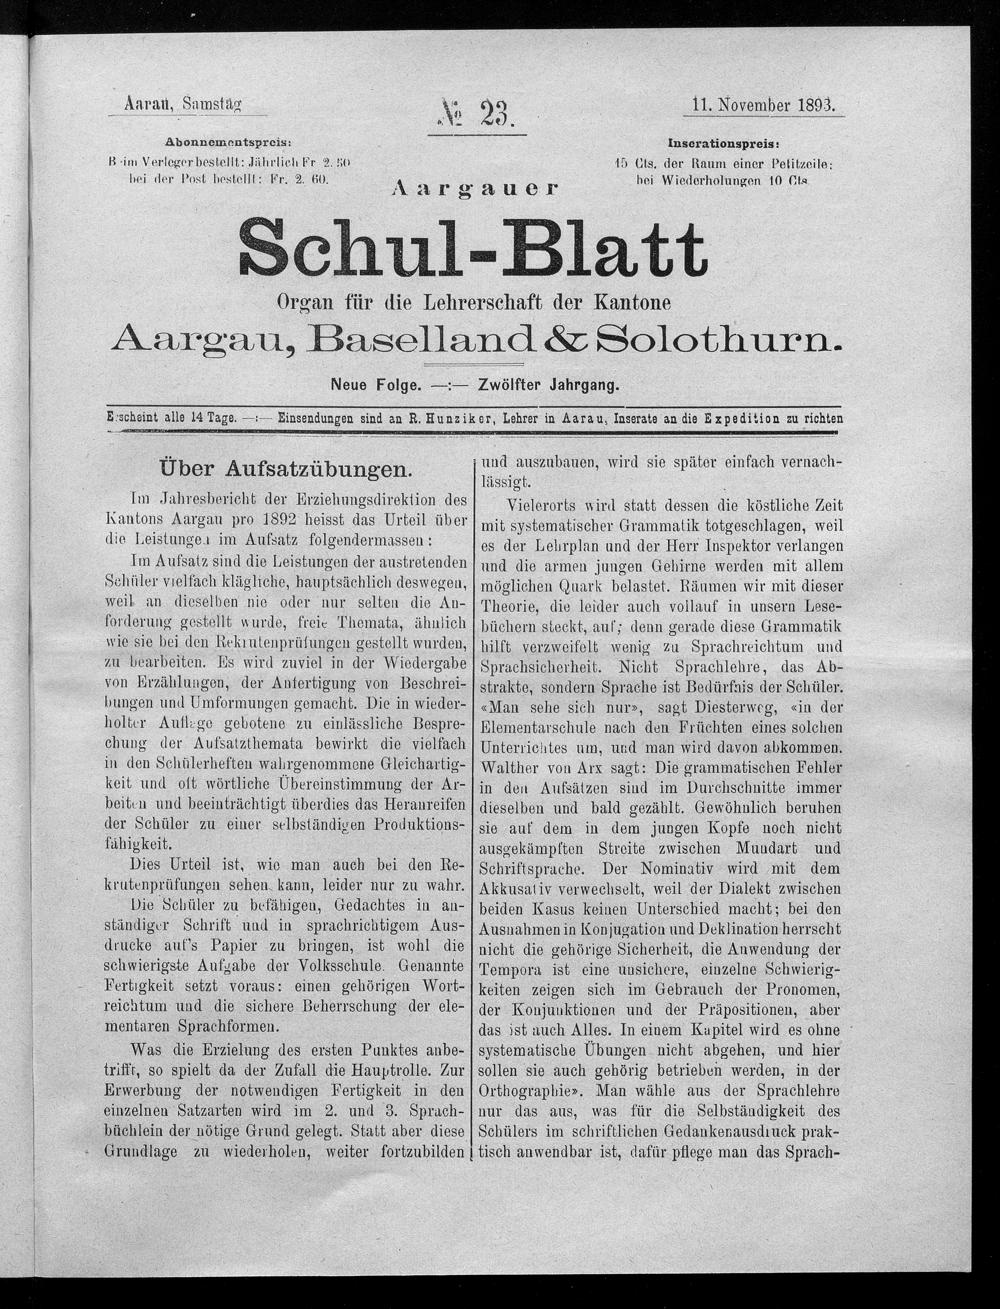 Aarau, Samstag
№ 23.
11. November 1893.
Abonnementspreis:
Beim Verleger bestellt: Jährlich Fr 2. 50
bei der Post bestellt: Fr. 2. 60.
Inserationspreis:
15 Cts. der Raum einer Petitzeile;
bei Wiederholungen 10 Cts
Aargauer
Schul-Blatt
Organ für die Lehrerschaft der Kantone
Aargau, Baselland & Solothurn.
Neue Folge. —:— Zwölfter Jahrgang.
Erscheint alle 14 Tage. —:— Einsendungen sind an R. Hunziker, Lehrer in Aarau, Inserate an die Expedition zu richten
Über Aufsatzübungen.
Im Jahresbericht der Erziehungsdirektion des
Kantons Aargau pro 1892 heisst das Urteil über
die Leistungen im Aufsatz folgendermassen:
Im Aufsatz sind die Leistungen der austretenden
Schüler vielfach klägliche, hauptsächlich deswegen,
weil an dieselben nie oder nur selten die An-
forderung gestellt wurde, freie Themata, ähnlich
wie sie bei den Rekrutenprüfungen gestellt wurden,
zu bearbeiten. Es wird zuviel in der Wiedergabe
von Erzählungen, der Anfertigung von Beschrei-
bungen und Umformungen gemacht. Die in wieder-
holter Auflage gebotene zu einlässliche Bespre-
chung der Aufsatzthemata bewirkt die vielfach
in den Schülerheften wahrgenommene Gleichartig-
keit und oft wörtliche Übereinstimmung der Ar-
beiten und beeinträchtigt überdies das Heranreifen
der Schüler zu einer selbständigen Produktions-
fähigkeit.
Dies Urteil ist, wie man auch bei den Re-
krutenprüfungen sehen kann, leider nur zu wahr.
Die Schüler zu befähigen, Gedachtes in an-
ständiger Schrift und in sprachrichtigem Aus-
drucke auf's Papier zu bringen, ist wohl die
schwierigste Aufgabe der Volksschule. Genannte
Fertigkeit setzt voraus: einen gehörigen Wort-
reichtum und die sichere Beherrschung der ele-
mentaren Sprachformen.
Was die Erzielung des ersten Punktes anbe-
trifft, so spielt da der Zufall die Hauptrolle. Zur
Erwerbung der notwendigen Fertigkeit in den
einzelnen Satzarten wird im 2. und 3. Sprach-
büchlein der nötige Grund gelegt. Statt aber diese
Grundlage zu wiederholen, weiter fortzubilden
und auszubauen, wird sie später einfach vernach-
lässigt.
Vielerorts wird statt dessen die köstliche Zeit
mit systematischer Grammatik totgeschlagen, weil
es der Lehrplan und der Herr Inspektor verlangen
und die armen jungen Gehirne werden mit allem
möglichen Quark belastet. Räumen wir mit dieser
Theorie, die leider auch vollauf in unsern Lese-
büchern steckt, auf; denn gerade diese Grammatik
hilft verzweifelt wenig zu Sprachreichtum und
Sprachsicherheit. Nicht Sprachlehre, das Ab-
strakte, sondern Sprache ist Bedürfnis der Schüler.
«Man sehe sich nur», sagt Diesterweg, «in der
Elementarschule nach den Früchten eines solchen
Unterrichtes um, und man wird davon abkommen.
Walther von Arx sagt: Die grammatischen Fehler
in den Aufsätzen sind im Durchschnitte immer
dieselben und bald gezählt. Gewöhnlich beruhen
sie auf dem in dem jungen Kopfe noch nicht
ausgekämpften Streite zwischen Mundart und
Schriftsprache. Der Nominativ wird mit dem
Akkusativ verwechselt, weil der Dialekt zwischen
beiden Kasus keinen Unterschied macht; bei den
Ausnahmen in Konjugation und Deklination herrscht
nicht die gehörige Sicherheit, die Anwendung der
Tempora ist eine unsichere, einzelne Schwierig-
keiten zeigen sich im Gebrauch der Pronomen,
der Konjunktionen und der Präpositionen, aber
das ist auch Alles. In einem Kapitel wird es ohne
systematische Übungen nicht abgehen, und hier
sollen sie auch gehörig betrieben werden, in der
Orthographie». Man wähle aus der Sprachlehre
nur das aus, was für die Selbständigkeit des
Schülers im schriftlichen Gedankenausdruck prak-
tisch anwendbar ist, dafür pflege man das Sprach-